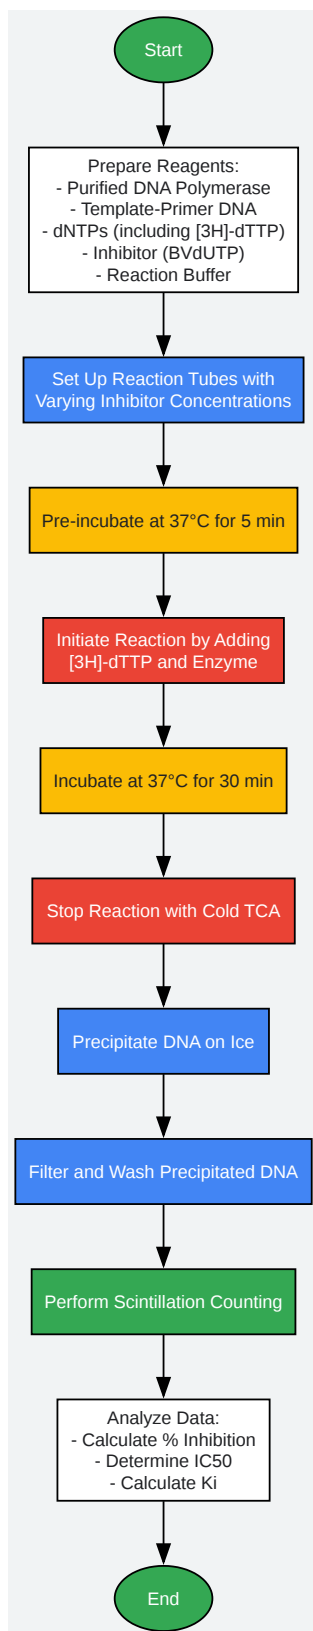 Start
Prepare Reagents:
- Purified DNA Polymerase
- Template-Primer DNA
- dNTPs (including [3H]-dTTP)
- Inhibitor (BVdUTP)
- Reaction Buffer
Set Up Reaction Tubes with
Varying Inhibitor Concentrations
Pre-incubate at 37°C for 5 min
Initiate Reaction by Adding
[3H]-dTTP and Enzyme
Incubate at 37°C for 30 min
Stop Reaction with Cold TCA
Precipitate DNA on Ice
Filter and Wash Precipitated DNA
Perform Scintillation Counting
Analyze Data:
- Calculate % Inhibition
- Determine IC50
- Calculate Ki
End